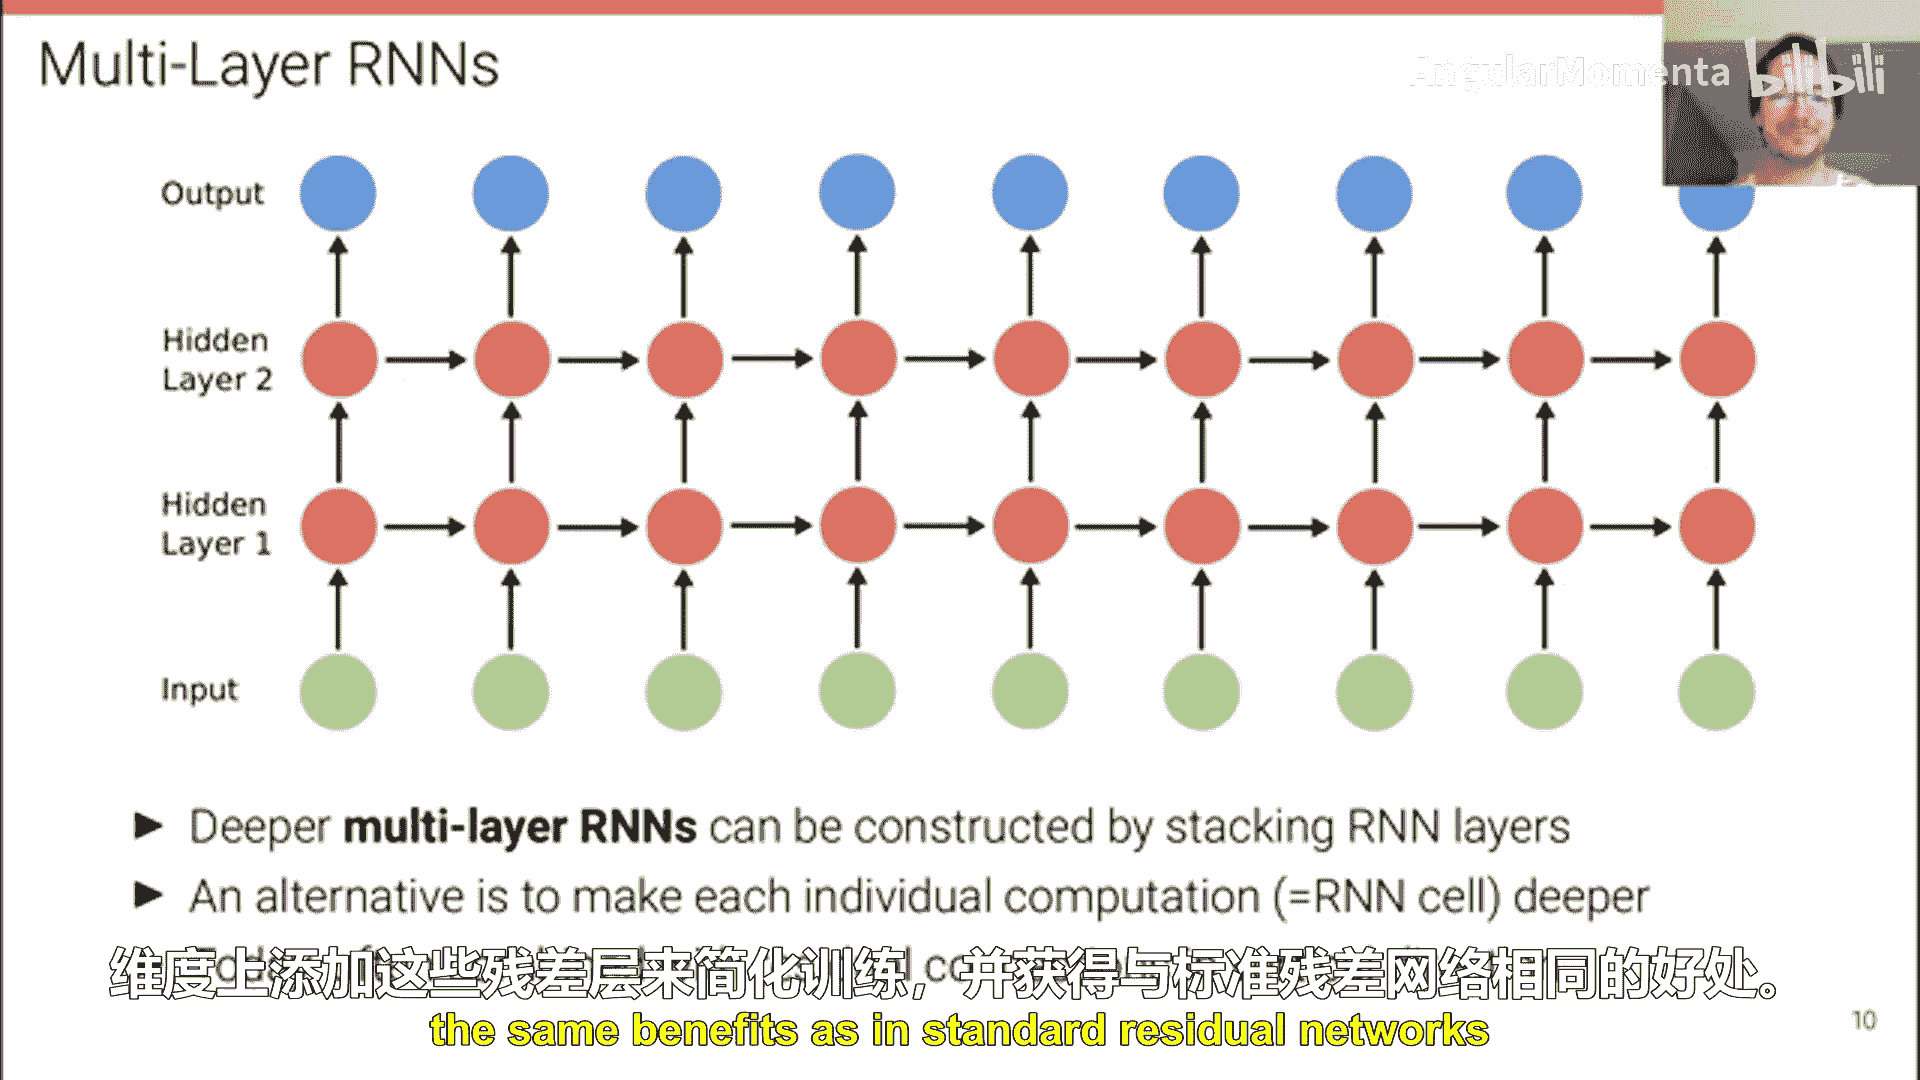 Multi-Layer RNNs
AngularMomenta bilibili
Output
Hidden
Layer 2
Hidden
Layer 1
Input
► Deeper multi-layer RNNs can be constructed by stacking RNN layers
► An alternative is to make each individual computation (=RNN cell) deeper
维度上添加这些残差层来简化训练，并获得与标准残差网络相同的好处。
the same benefits as in standard residual networks
10